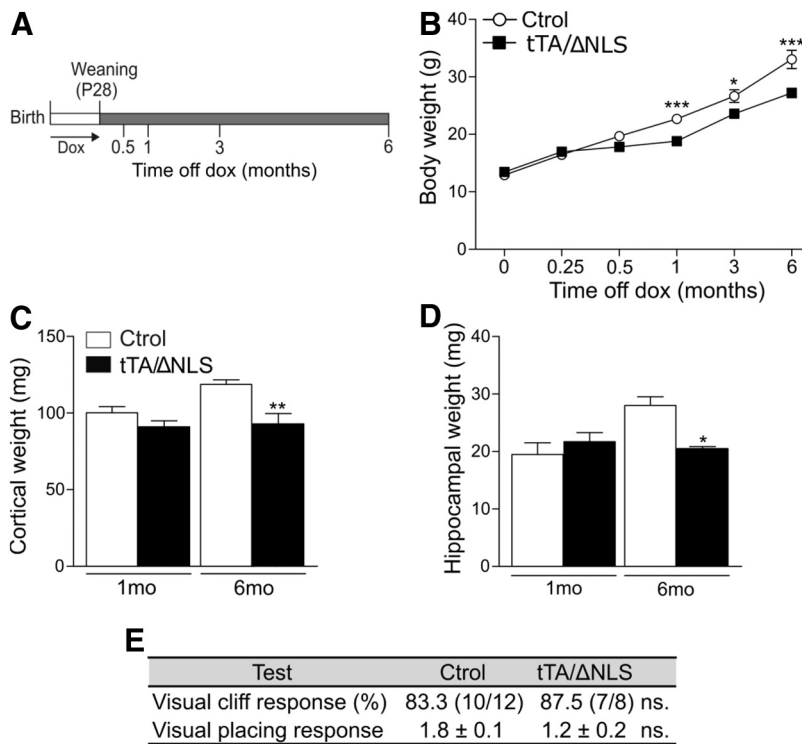 A
Weaning
(P28)
Birth
Dox
0.5 1 3 6
Time off dox (months)
B
Ctrol
tTA/ΔNLS
Body weight (g)
40
30
20
10
0
*** * ***
0 0.25 0.5 1 3 6
Time off dox (months)
C
Ctrol
tTA/ΔNLS
Cortical weight (mg)
150
100
50
0
**
1mo 6mo
D
Hippocampal weight (mg)
40
30
20
10
0
*
1mo 6mo
E
Test Ctrol tTA/ΔNLS
Visual cliff response (%) 83.3 (10/12) 87.5 (7/8) ns.
Visual placing response 1.8 ± 0.1 1.2 ± 0.2 ns.